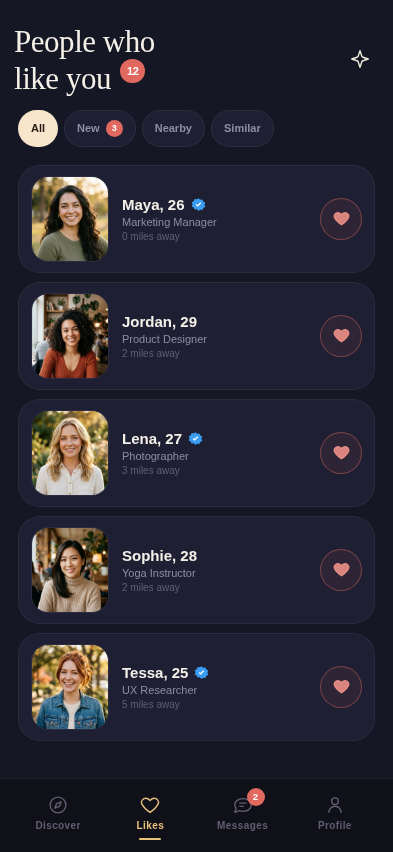 People who
like you 12
All New 3 Nearby Similar
Maya, 26
Marketing Manager
0 miles away
Jordan, 29
Product Designer
2 miles away
Lena, 27
Photographer
3 miles away
Sophie, 28
Yoga Instructor
2 miles away
Tessa, 25
UX Researcher
5 miles away
2
Discover Likes Messages Profile